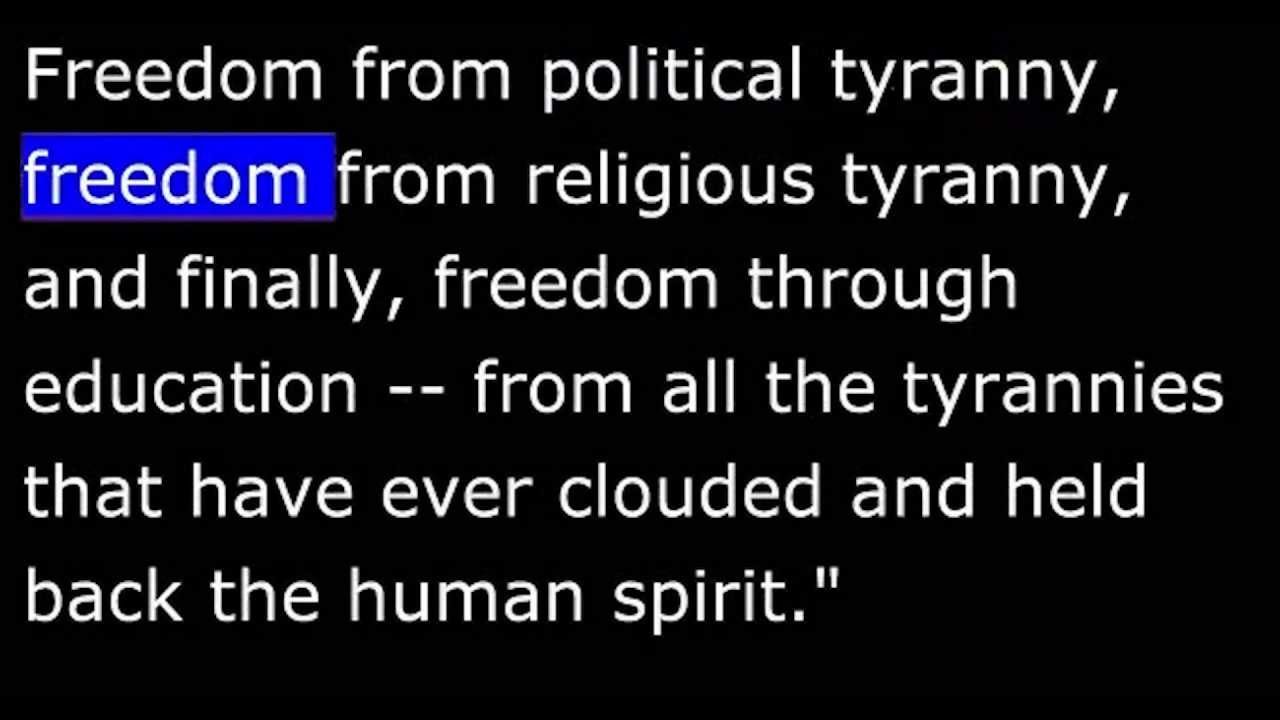 Freedom from political tyranny,
freedom from religious tyranny,
and finally, freedom through
education -- from all the tyrannies
that have ever clouded and held
back the human spirit."